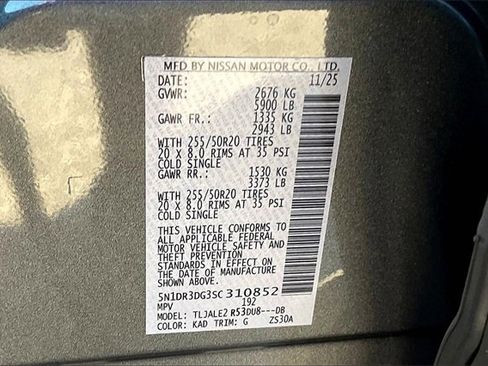 MFD BY NISSAN MOTOR CO., LTD.
DATE: 11/25
GVWR: 2676 KG
5900 LB
GAWR FR.: 1335 KG
2943 LB
WITH 255/50R20 TIRES
20 X 8.0 RIMS AT 35 PSI
COLD SINGLE
GAWR RR.: 1530 KG
3373 LB
WITH 255/50R20 TIRES
20 X 8.0 RIMS AT 35 PSI
COLD SINGLE
THIS VEHICLE CONFORMS TO
ALL APPLICABLE FEDERAL
MOTOR VEHICLE SAFETY AND
THEFT PREVENTION
STANDARDS IN EFFECT ON
THE DATE OF MANUFACTURE
SHOWN ABOVE.
5N1DR3DG3SC310852
MPV 192
MODEL: TLJALE2 R53DU8---DB
COLOR: KAD TRIM: G ZS30A